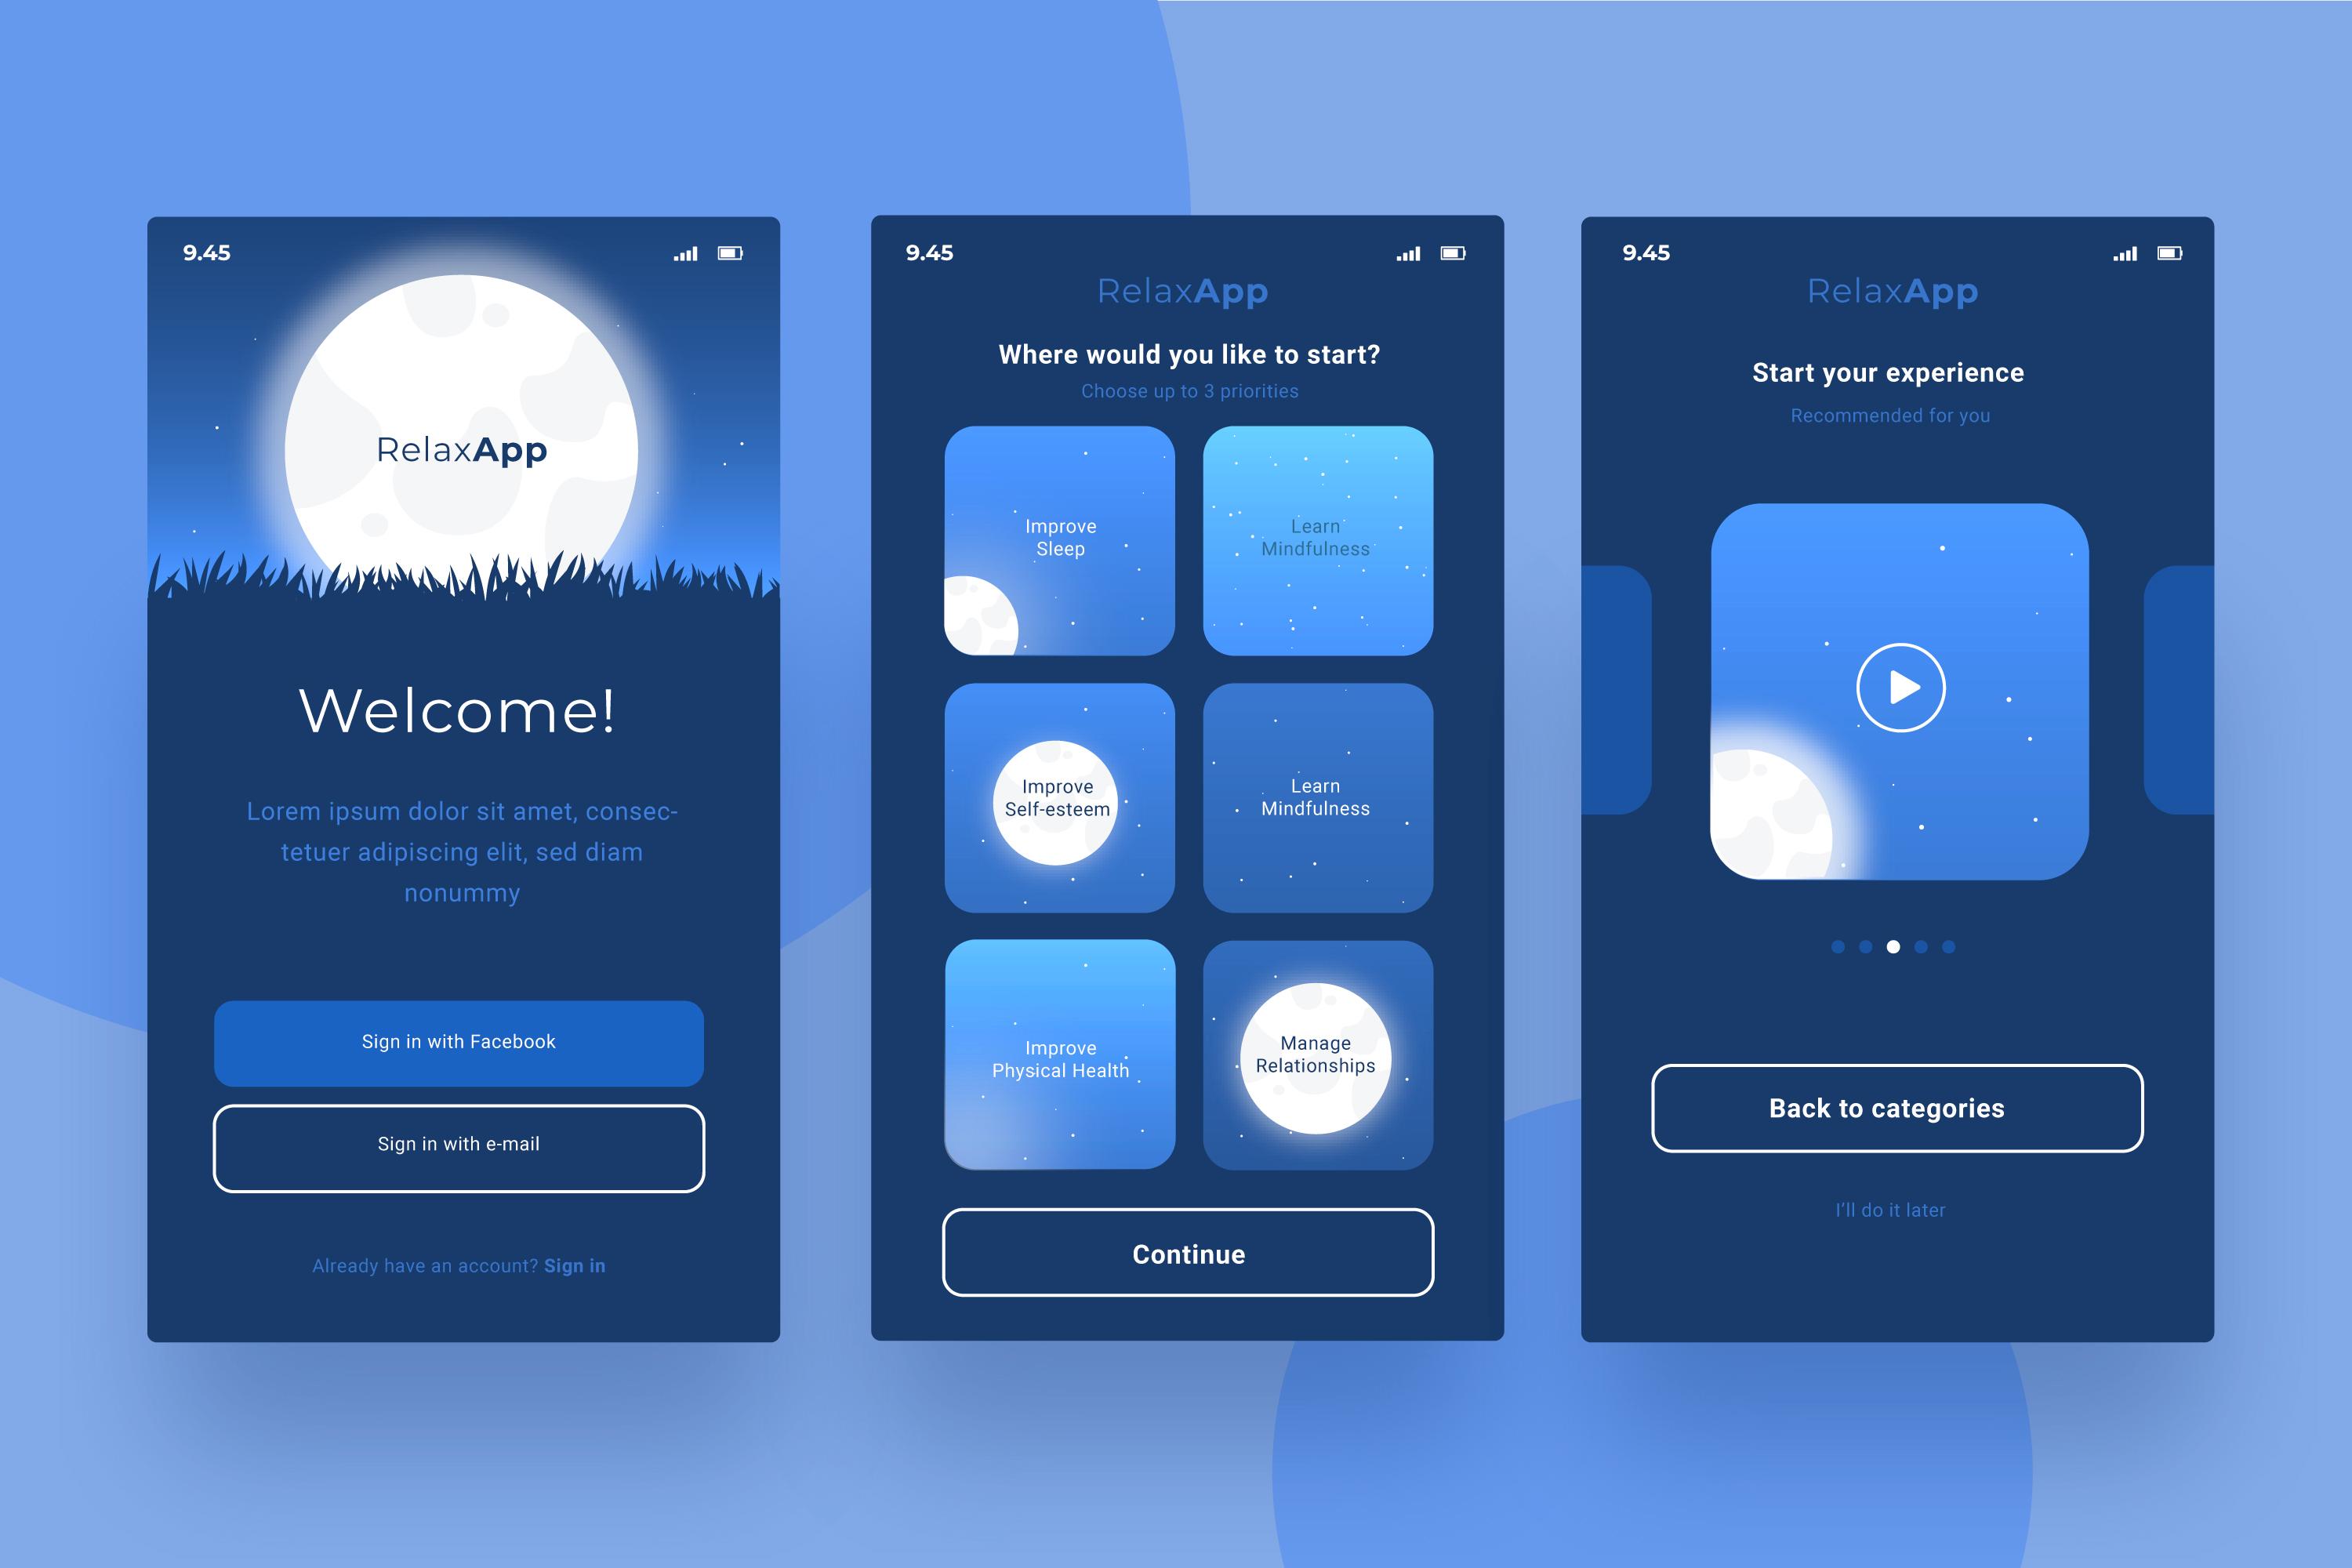 9.45
RelaxApp
Welcome!
Lorem ipsum dolor sit amet, consec-
tetuer adipiscing elit, sed diam
nonummy
Sign in with Facebook
Sign in with e-mail
Already have an account? Sign in
9.45
RelaxApp
Where would you like to start?
Choose up to 3 priorities
Improve
Sleep
Learn
Mindfulness
Improve
Self-esteem
Learn
Mindfulness
Improve
Physical Health
Manage
Relationships
Continue
9.45
RelaxApp
Start your experience
Recommended for you
Back to categories
I'll do it later